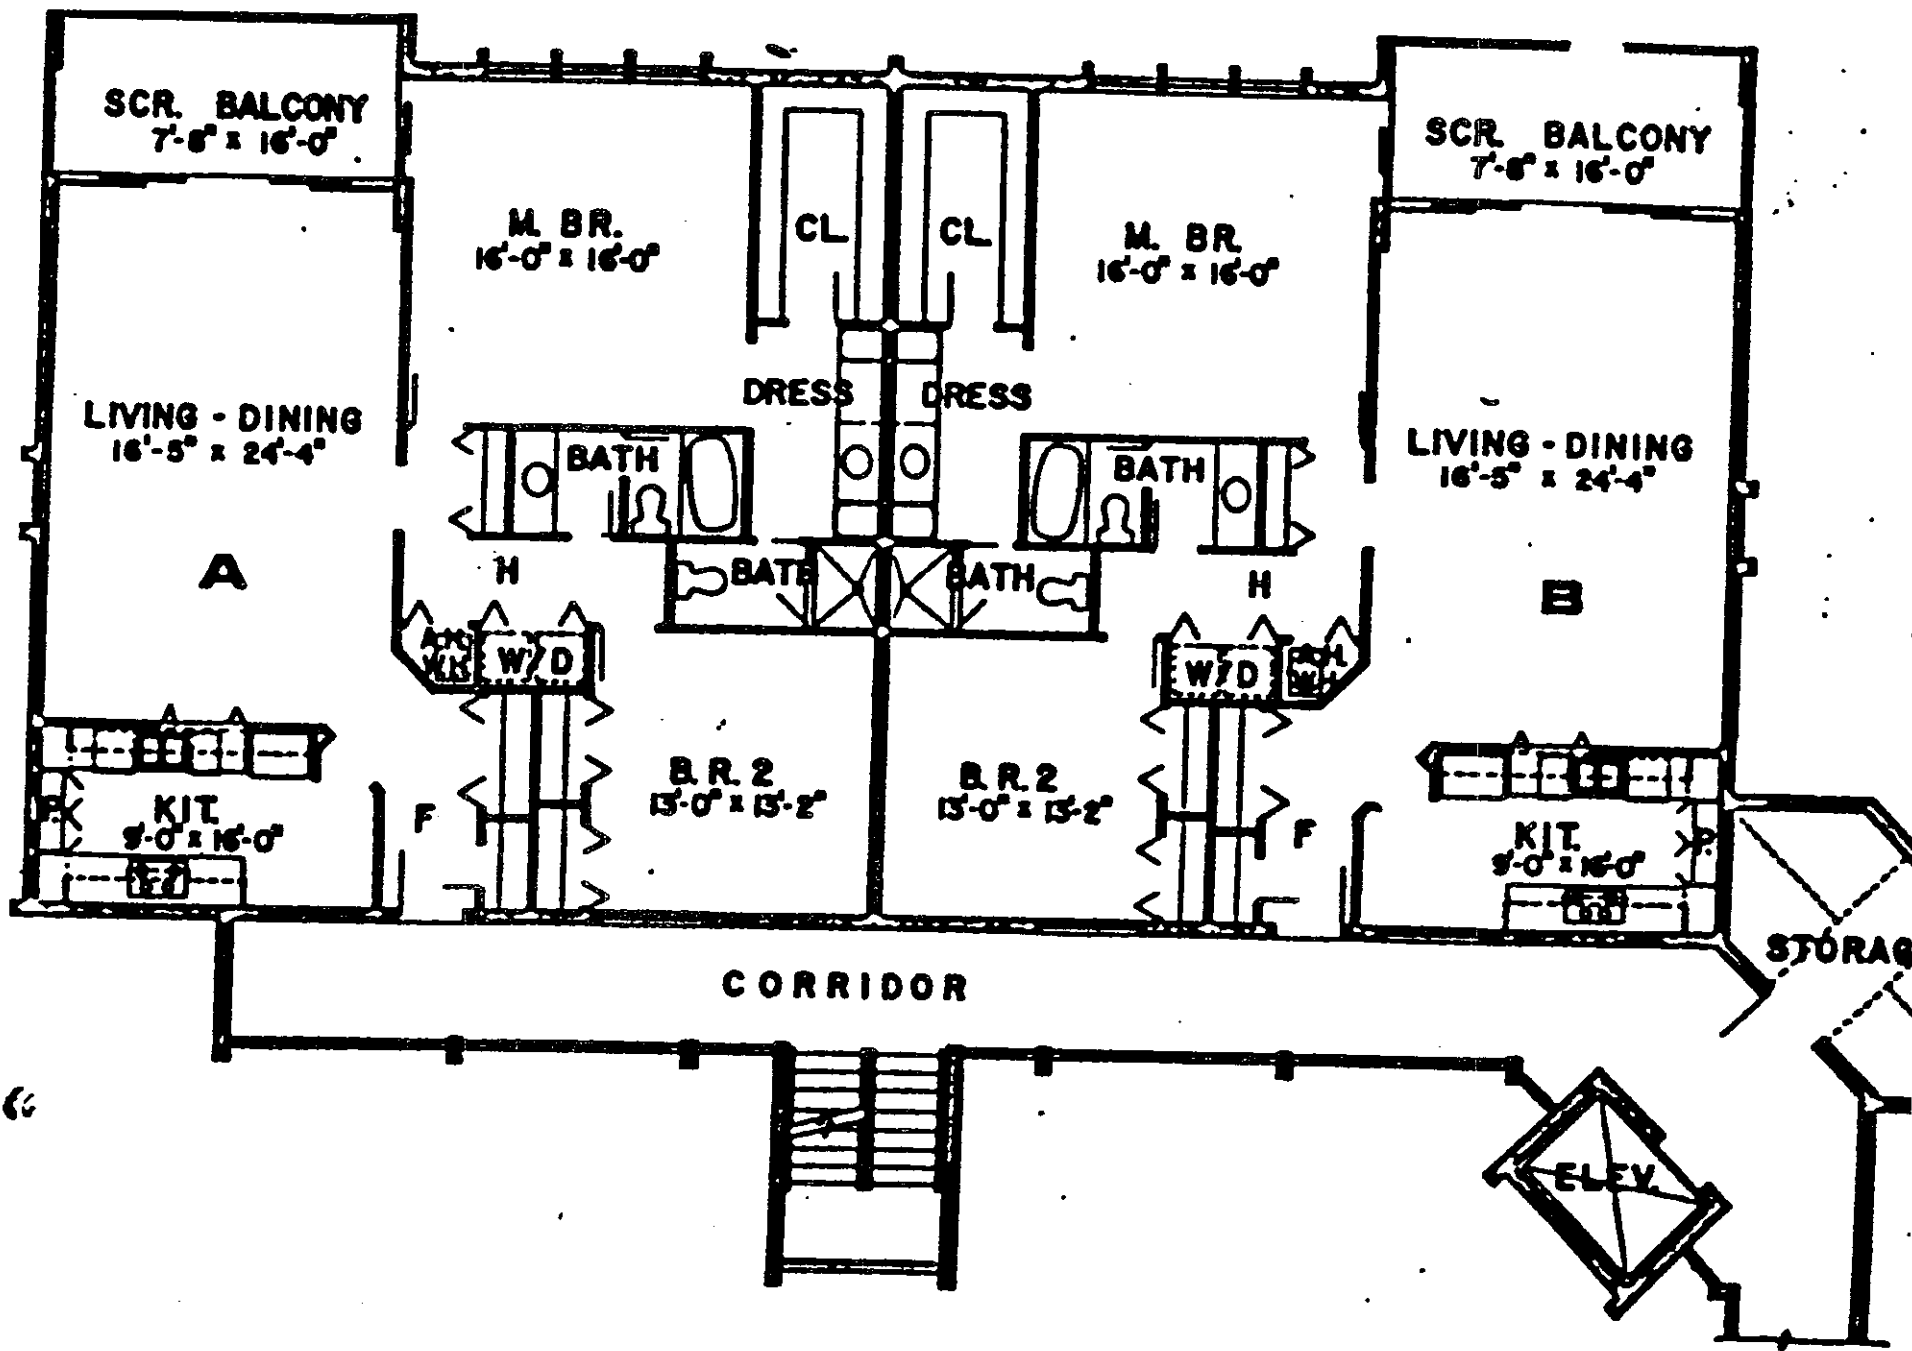 SCR. BALCONY
7'-8" x 16'-0"
SCR. BALCONY
7'-8" x 16'-0"
M. BR.
16'-0" x 16'-0"
CL.
CL.
M. BR.
16'-0" x 16'-0"
DRESS
DRESS
LIVING - DINING
16'-5" x 24'-4"
BATH
BATH
LIVING - DINING
16'-5" x 24'-4"
A
H
BATH
BATH
H
B
A.H.
W.H.
W/D
W/D
A.H.
W.H.
B.R.2
13'-0" x 13'-2"
B.R.2
13'-0" x 13'-2"
P.
KIT.
9'-0" x 16'-0"
F
F
KIT.
9'-0" x 16'-0"
P.
STORAG
CORRIDOR
ELEV.